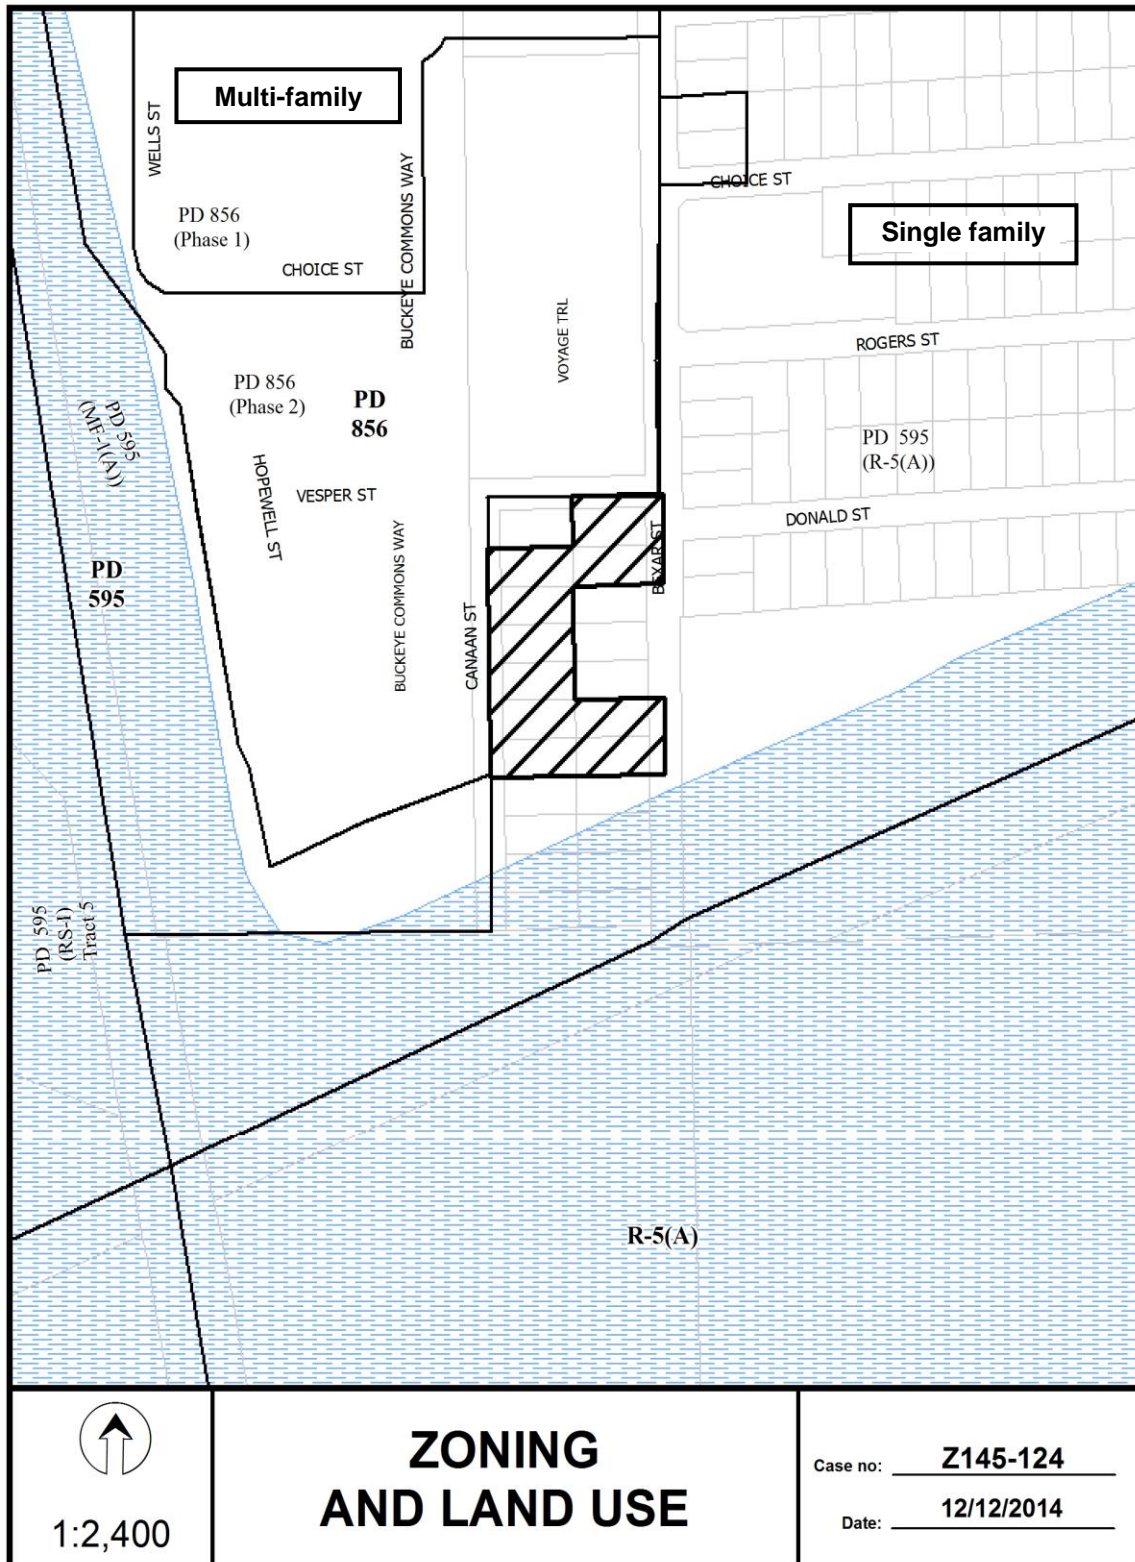 Multi-family
WELLS ST
BUCKEYE COMMONS WAY
CHOICE ST
PD 856
(Phase 1)
CHOICE ST
Single family
VOYAGE TRL
ROGERS ST
PD 856
(Phase 2)
PD
856
PD 595
(MF-1(A))
PD 595
(R-5(A))
HOPEWELL ST
VESPER ST
DONALD ST
BUCKEYE COMMONS WAY
BEXAR ST
PD
595
CANAAN ST
PD 595
(RS-I)
Tract 5
R-5(A)
1:2,400
ZONING
AND LAND USE
Case no: Z145-124
Date: 12/12/2014